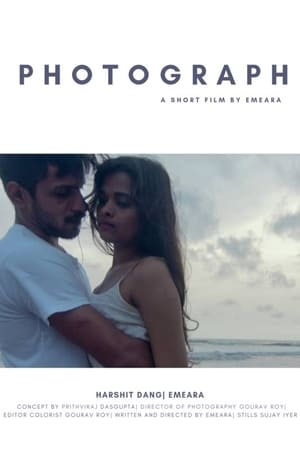 PHOTOGRAPH
A SHORT FILM BY EMEARA
HARSHIT DANG| EMEARA
CONCEPT BY PRITHVIRAJ DASGUPTA| DIRECTOR OF PHOTOGRAPHY GOURAV ROY|
EDITOR COLORIST GOURAV ROY| WRITTEN AND DIRECTED BY EMEARA| STILLS SUJAY IYER